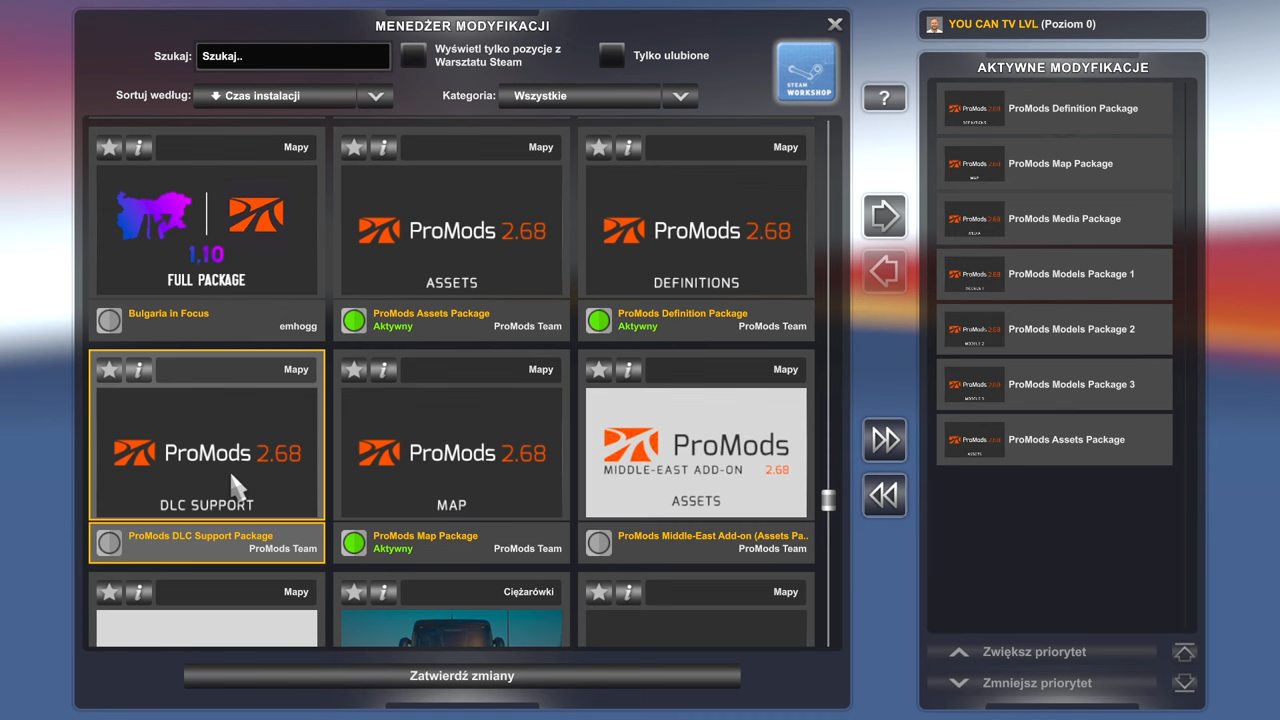 MENEDŻER MODYFIKACJI
Szukaj:
Szukaj..
Wyświetl tylko pozycje z
Warsztatu Steam
Tylko ulubione
STEAM
WORKSHOP
Sortuj według:
Czas instalacji
Kategoria:
Wszystkie
Mapy
1.10
FULL PACKAGE
Bulgaria in Focus
emhogg
Mapy
ProMods 2.68
ASSETS
ProMods Assets Package
Aktywny
ProMods Team
Mapy
ProMods 2.68
DEFINITIONS
ProMods Definition Package
Aktywny
ProMods Team
Mapy
ProMods 2.68
DLC SUPPORT
ProMods DLC Support Package
ProMods Team
Mapy
ProMods 2.68
MAP
ProMods Map Package
Aktywny
ProMods Team
Mapy
ProMods
MIDDLE-EAST ADD-ON 2.68
ASSETS
ProMods Middle-East Add-on (Assets Pa..
ProMods Team
Mapy
Ciężarówki
Mapy
Zatwierdź zmiany
?
YOU CAN TV LVL (Poziom 0)
AKTYWNE MODYFIKACJE
ProMods Definition Package
ProMods Map Package
ProMods Media Package
ProMods Models Package 1
ProMods Models Package 2
ProMods Models Package 3
ProMods Assets Package
Zwiększ priorytet
Zmniejsz priorytet